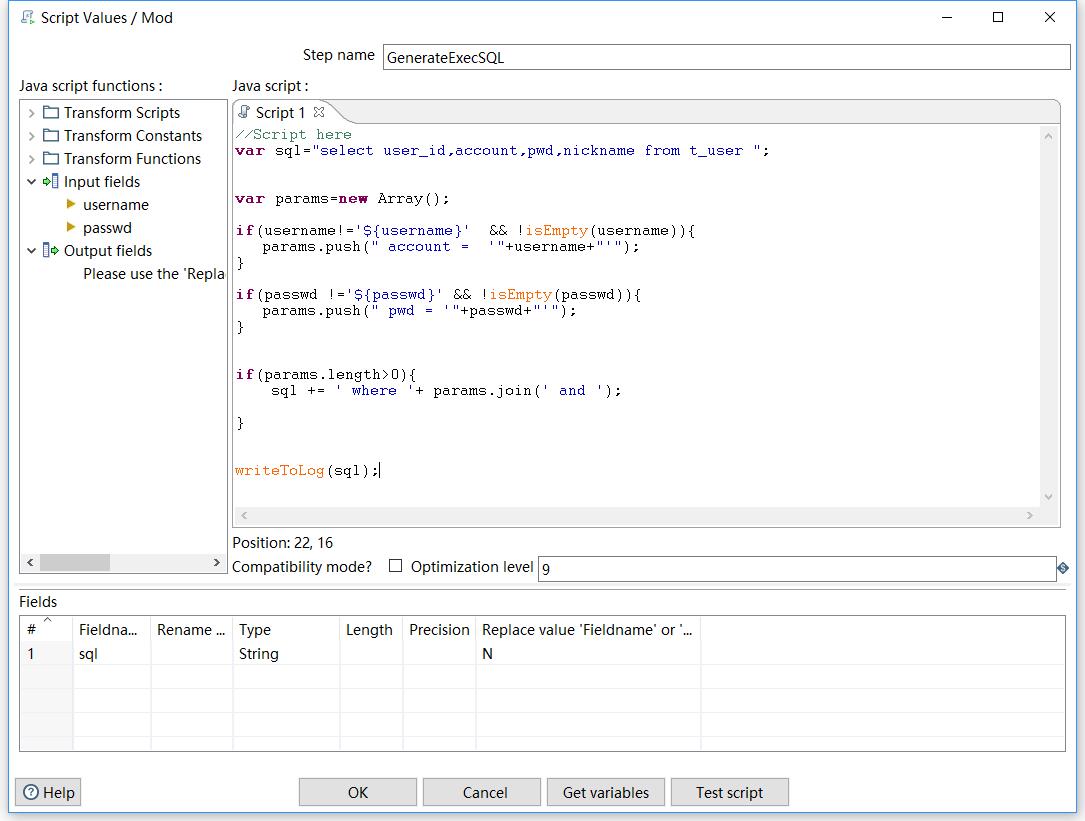 Script Values / Mod
Step name GenerateExecSQL
Java script functions :
Transform Scripts
Transform Constants
Transform Functions
Input fields
username
passwd
Output fields
Please use the 'Repla
Java script :
Script 1
//Script here
var sql="select user_id,account,pwd,nickname from t_user ";
var params=new Array();
if(username!='${username}'  && !isEmpty(username)){
   params.push(" account =  '"+username+"'");
}
if(passwd !='${passwd}' && !isEmpty(passwd)){
   params.push(" pwd = '"+passwd+"'");
}
if(params.length>0){
    sql += ' where '+ params.join(' and ');
}
writeToLog(sql);
Position: 22, 16
Compatibility mode? Optimization level 9
Fields
# Fieldna... Rename ... Type Length Precision Replace value 'Fieldname' or '...
1 sql String N
Help OK Cancel Get variables Test script